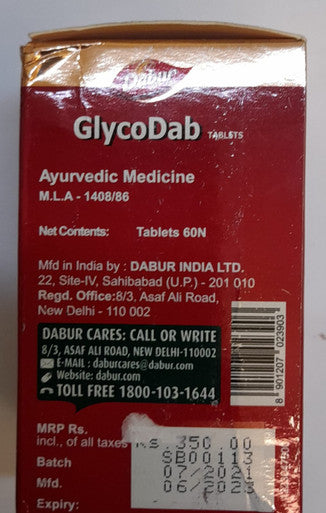 Dabur
GlycoDab TABLETS
Ayurvedic Medicine
M.L.A - 1408/86
Net Contents: Tablets 60N
Mfd in India by : DABUR INDIA LTD.
22, Site-IV, Sahibabad (U.P.) - 201 010
Regd. Office:8/3, Asaf Ali Road,
New Delhi - 110 002
8 901207 023903
DABUR CARES: CALL OR WRITE
8/3, ASAF ALI ROAD, NEW DELHI-110002
E-MAIL : daburcares@dabur.com
Website: dabur.com
TOLL FREE 1800-103-1644
MRP Rs.
incl., of all taxes Rs. 350.00
Batch SB00113
Mfd. 07/2021
Expiry: 06/2023